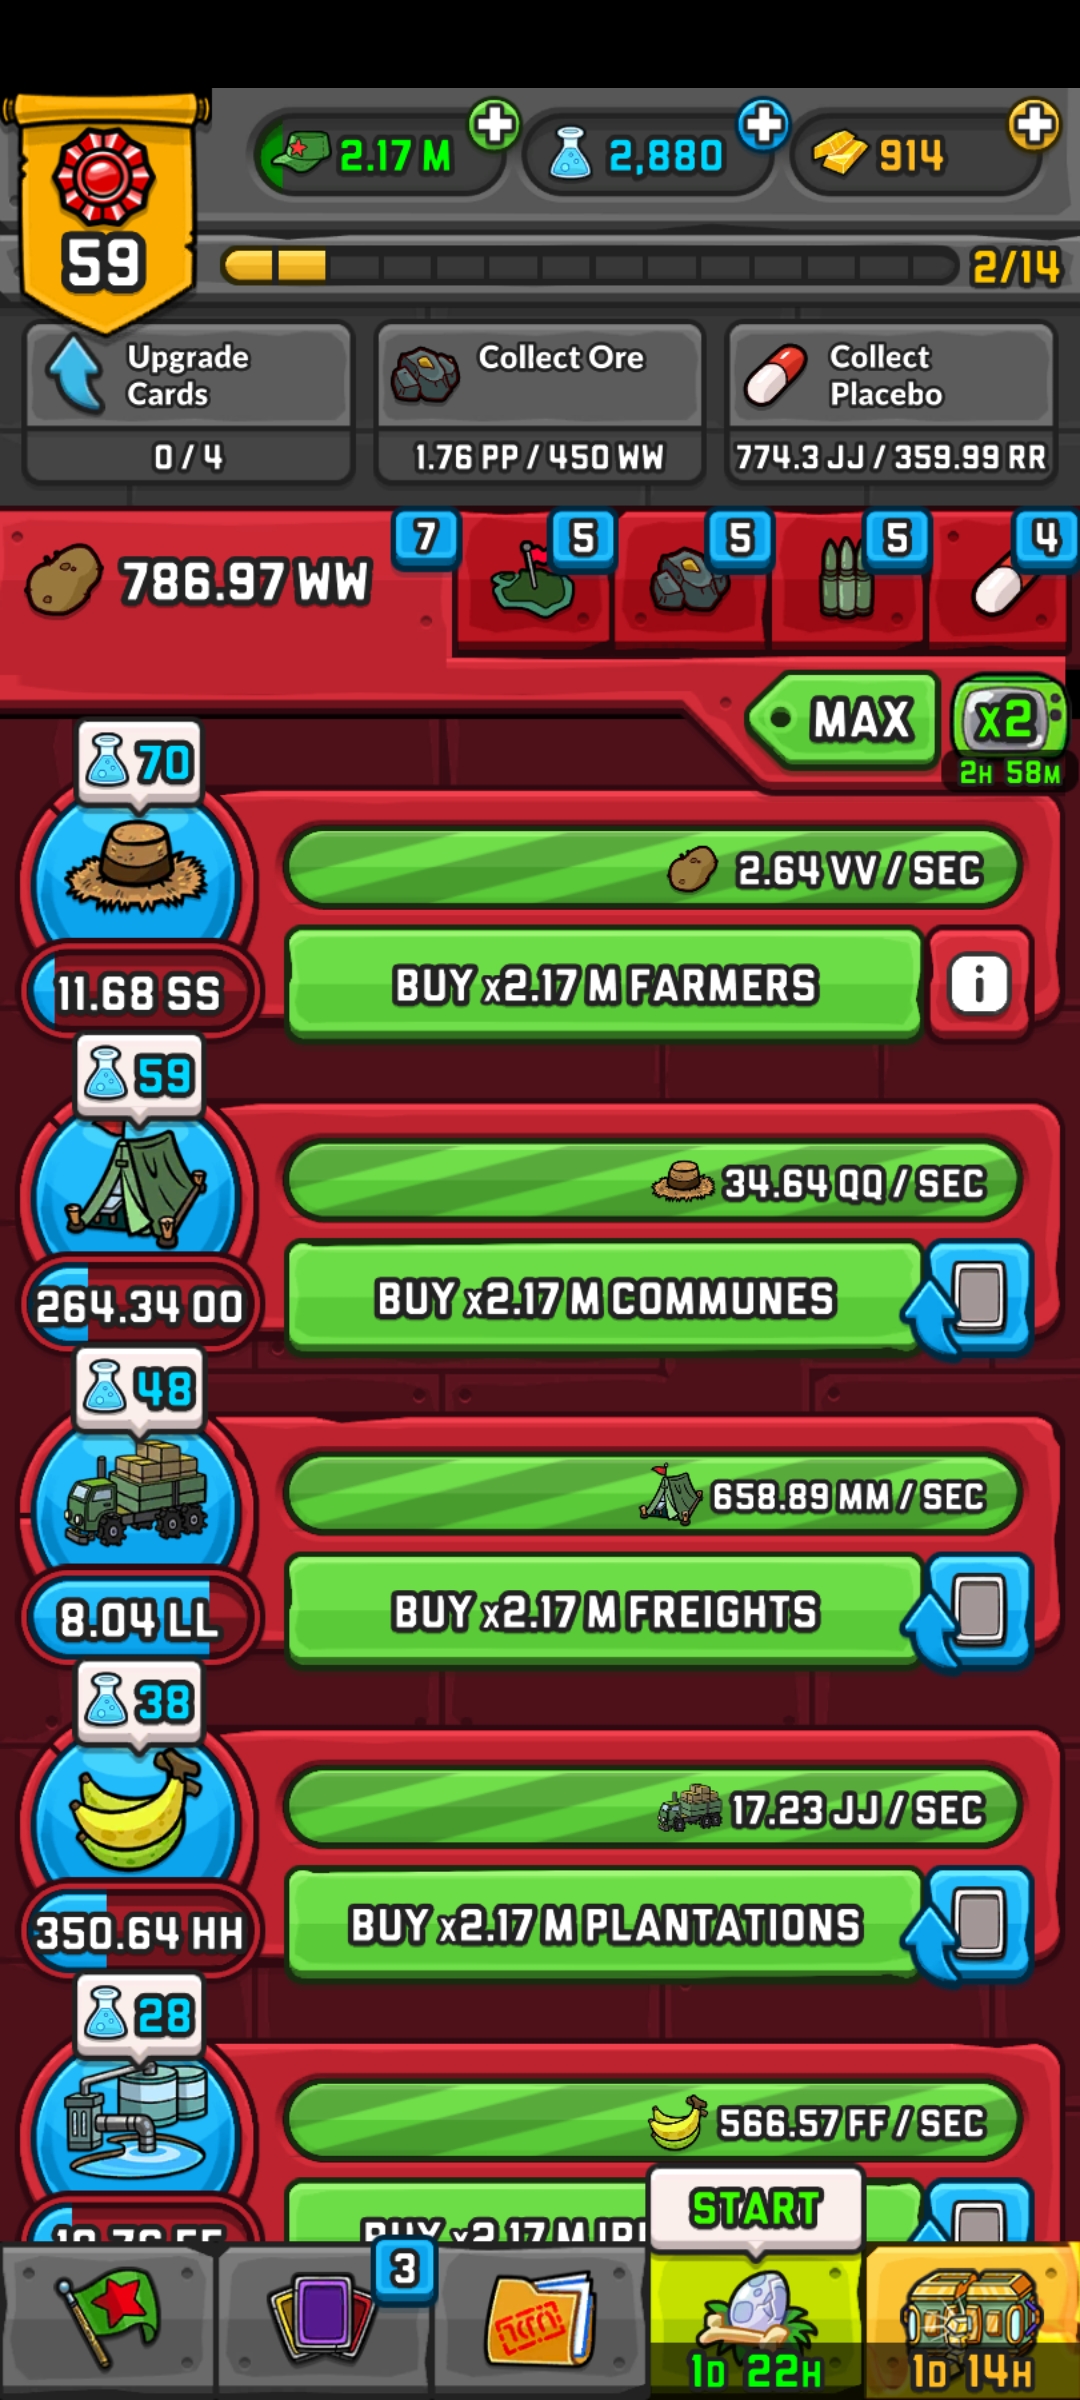 2.17 M
2,880
914
59
2/14
Upgrade
Cards
0 / 4
Collect Ore
1.76 PP / 450 WW
Collect
Placebo
774.3 JJ / 359.99 RR
786.97 WW
7
5
5
5
4
MAX
x2
2H 58M
70
2.64 VV / SEC
11.68 SS
BUY x2.17 M FARMERS
i
59
34.64 QQ / SEC
264.34 OO
BUY x2.17 M COMMUNES
48
658.89 MM / SEC
8.04 LL
BUY x2.17 M FREIGHTS
38
17.23 JJ / SEC
350.64 HH
BUY x2.17 M PLANTATIONS
28
566.57 FF / SEC
BUY x2.17 M
START
3
1D 22H
1D 14H